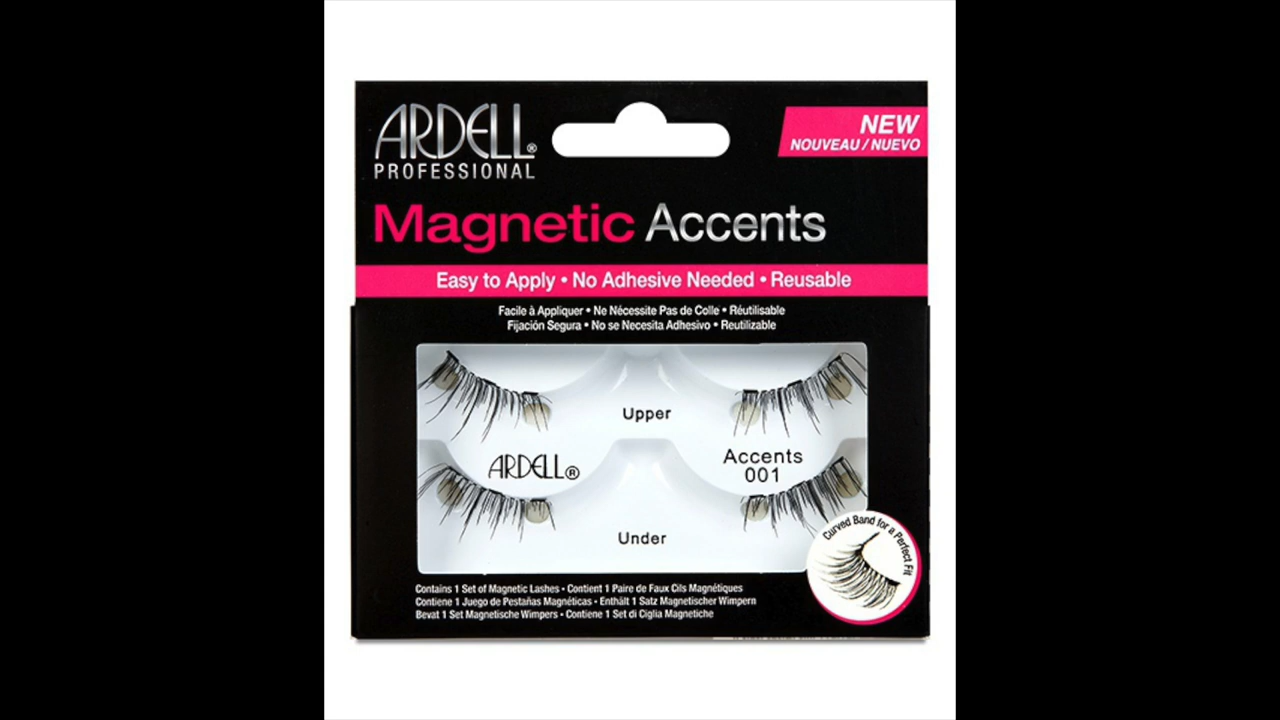 ARDELL®
PROFESSIONAL
NEW
NOUVEAU / NUEVO
Magnetic Accents
Easy to Apply • No Adhesive Needed • Reusable
Facile à Appliquer • Ne Nécessite Pas de Colle • Réutilisable
Fijación Segura • No se Necesita Adhesivo • Reutilizable
Upper
ARDELL®
Accents
001
Under
Curved Band for a Perfect Fit
Contains 1 Set of Magnetic Lashes • Contient 1 Paire de Faux Cils Magnétiques
Contiene 1 Juego de Pestañas Magnéticas • Enthält 1 Satz Magnetischer Wimpern
Bevat 1 Set Magnetische Wimpers • Contiene 1 Set di Ciglia Magnetiche